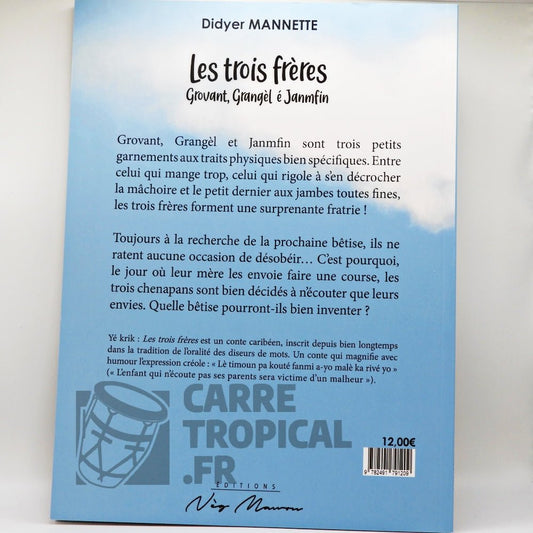 Didyer MANNETTE
Les trois frères
Grovant, Grangèl é Janmfin
Grovant, Grangèl et Janmfin sont trois petits
garnements aux traits physiques bien spécifiques. Entre
celui qui mange trop, celui qui rigole à s'en décrocher
la mâchoire et le petit dernier aux jambes toutes fines,
les trois frères forment une surprenante fratrie !
Toujours à la recherche de la prochaine bêtise, ils ne
ratent aucune occasion de désobéir… C'est pourquoi,
le jour où leur mère les envoie faire une course, les
trois chenapans sont bien décidés à n'écouter que leurs
envies. Quelle bêtise pourront-ils bien inventer ?
Yé krik : Les trois frères est un conte caribéen, inscrit depuis bien longtemps
dans la tradition de l'oralité des diseurs de mots. Un conte qui magnifie avec
humour l'expression créole : « Lè timoun pa kouté fanmi a-yo malè ka rivé yo »
(« L'enfant qui n'écoute pas ses parents sera victime d'un malheur »).
CARRE
TROPICAL
.FR
12,00€
9 782491 791209
ÉDITIONS
Nèg Mawon